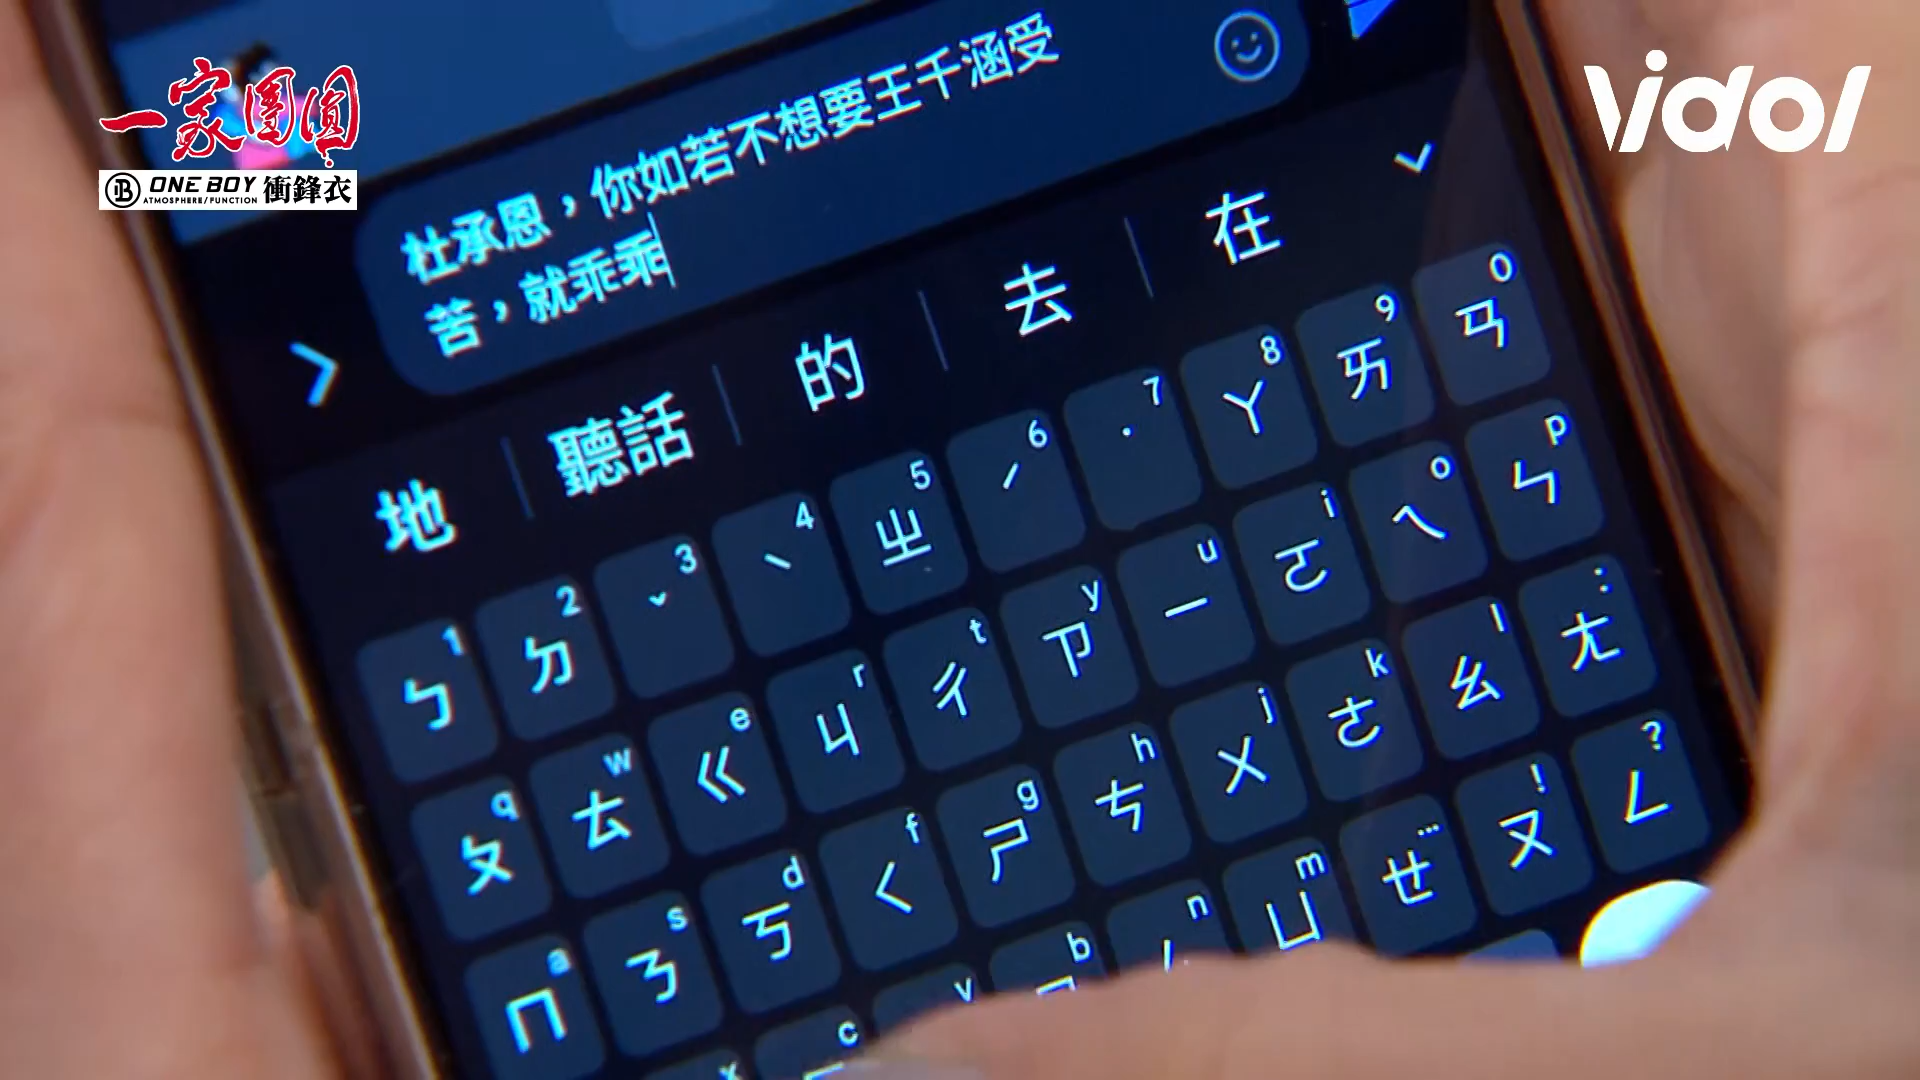 一家團圓
ONE BOY 衝鋒衣
ATMOSPHERE/FUNCTION
Vidol
杜承恩，你如若不想要王千涵受
苦，就乖乖
地 聽話 的 去 在
1 2 3 4 5 6 7 8 9 0
ㄅ ㄉ ˇ ˋ ㄓ ˊ ˙ ㄚ ㄞ ㄢ
q w e r t y u i o p
ㄆ ㄊ ㄍ ㄐ ㄔ ㄗ ㄧ ㄛ ㄟ ㄣ
a s d f g h j k l :
ㄇ ㄋ ㄎ ㄑ ㄕ ㄘ ㄨ ㄜ ㄠ ㄤ
x c v b n m … ! ?
ㄩ ㄝ ㄡ ㄥ